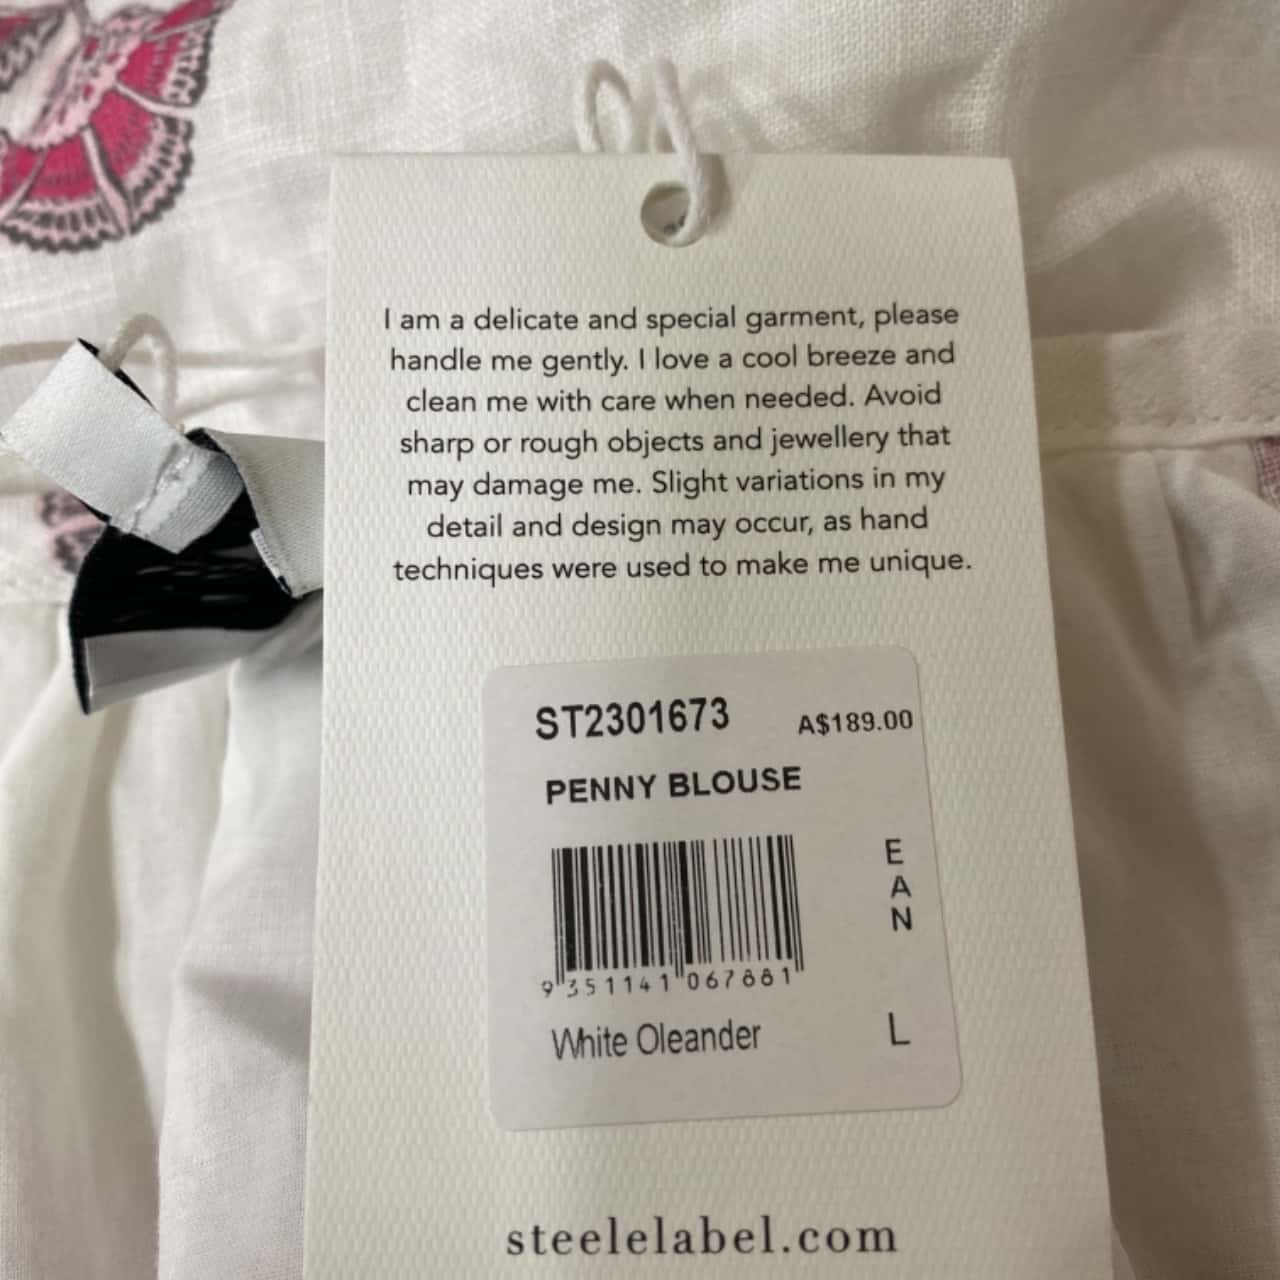 I am a delicate and special garment, please
handle me gently. I love a cool breeze and
clean me with care when needed. Avoid
sharp or rough objects and jewellery that
may damage me. Slight variations in my
detail and design may occur, as hand
techniques were used to make me unique.
ST2301673 A$189.00
PENNY BLOUSE
E
A
N
9 351141 067881
White Oleander L
steelelabel.com